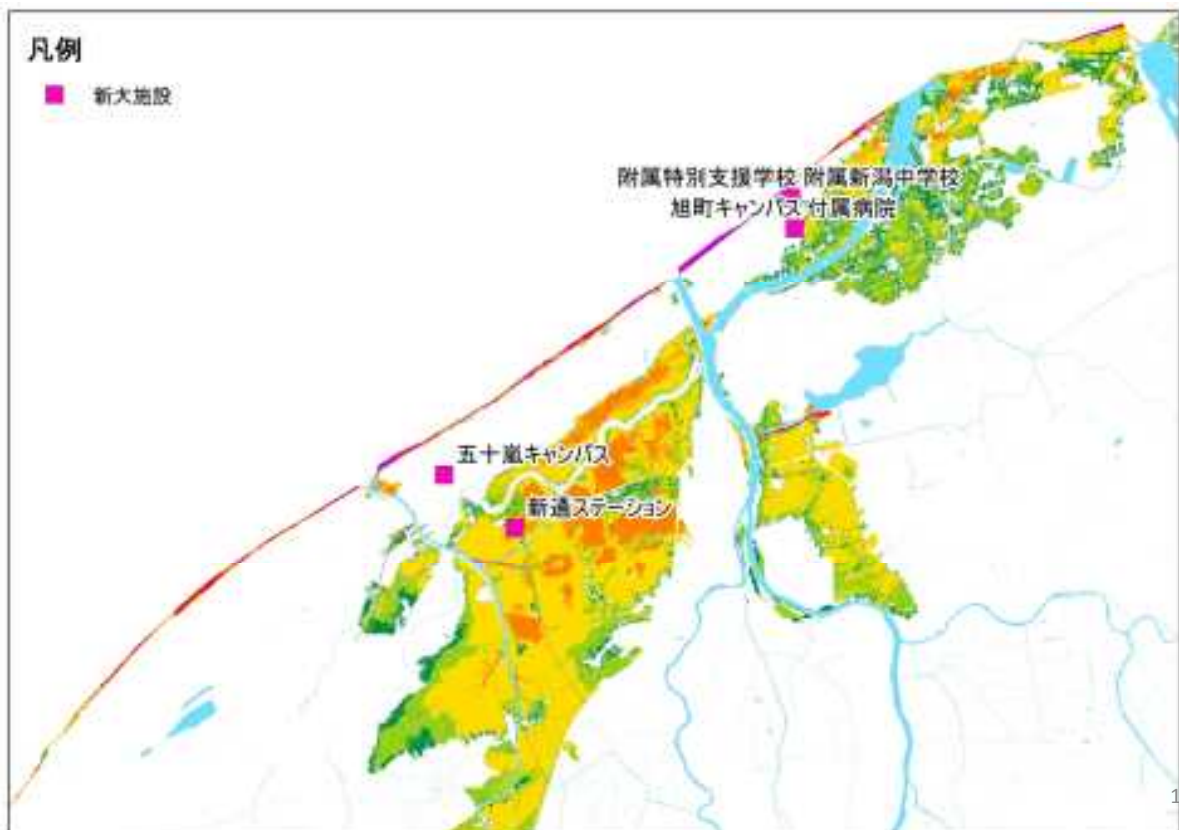 凡例
新大施設
附属特別支援学校 附属新潟中学校
旭町キャンパス 付属病院
五十嵐キャンパス
新通ステーション
1